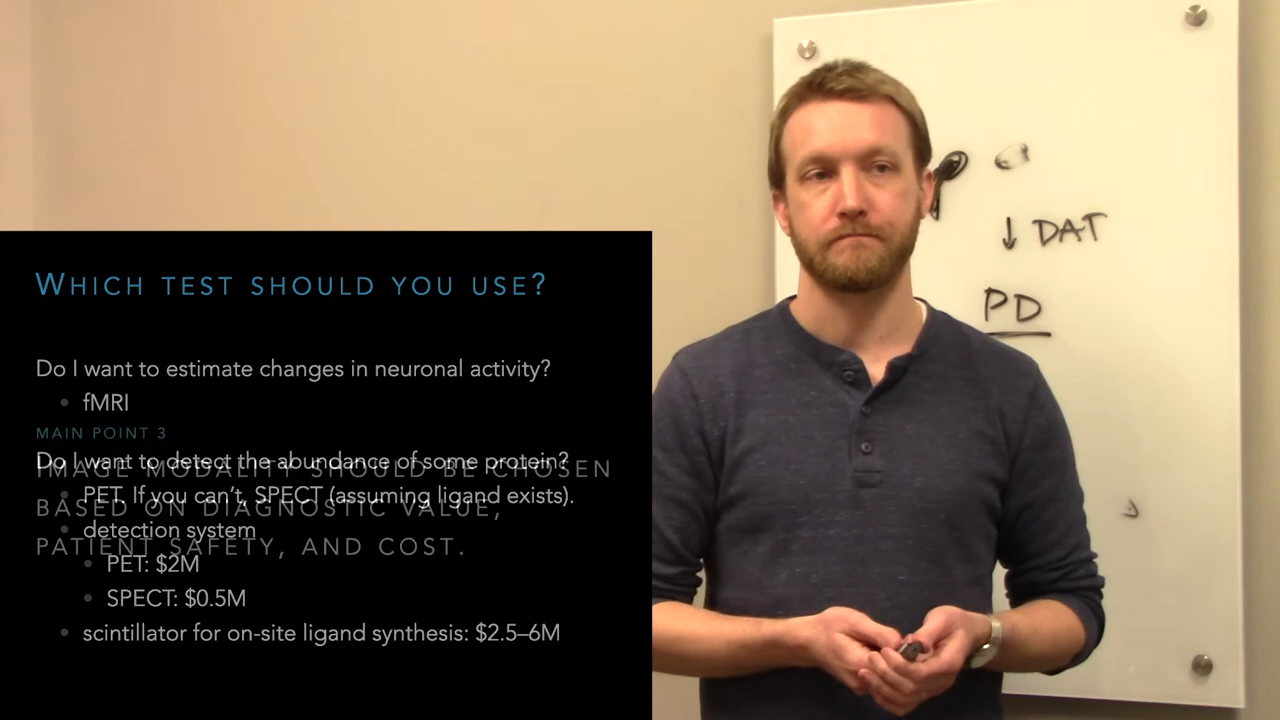 WHICH TEST SHOULD YOU USE?
Do I want to estimate changes in neuronal activity?
• fMRI
MAIN POINT 3
Do I want to detect the abundance of some protein?
IMAGE MODALITY SHOULD BE CHOSEN
• PET. If you can't, SPECT (assuming ligand exists).
BASED ON DIAGNOSTIC VALUE,
• detection system
PATIENT SAFETY, AND COST.
• PET: $2M
• SPECT: $0.5M
• scintillator for on-site ligand synthesis: $2.5–6M
↓ DAT
PD